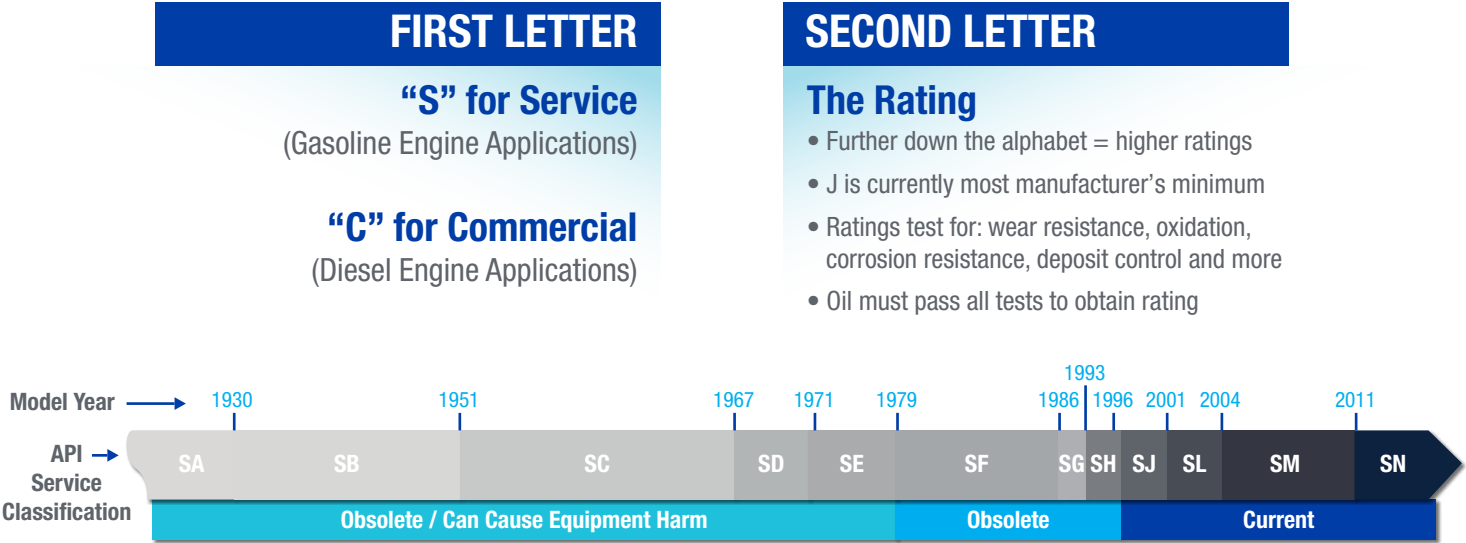 FIRST LETTER
“S” for Service
(Gasoline Engine Applications)
“C” for Commercial
(Diesel Engine Applications)
SECOND LETTER
The Rating
• Further down the alphabet = higher ratings
• J is currently most manufacturer’s minimum
• Ratings test for: wear resistance, oxidation,
corrosion resistance, deposit control and more
• Oil must pass all tests to obtain rating
Model Year
1930 1951 1967 1971 1979 1986 1993 1996 2001 2004 2011
API
Service
Classification
SA SB SC SD SE SF SG SH SJ SL SM SN
Obsolete / Can Cause Equipment Harm Obsolete Current